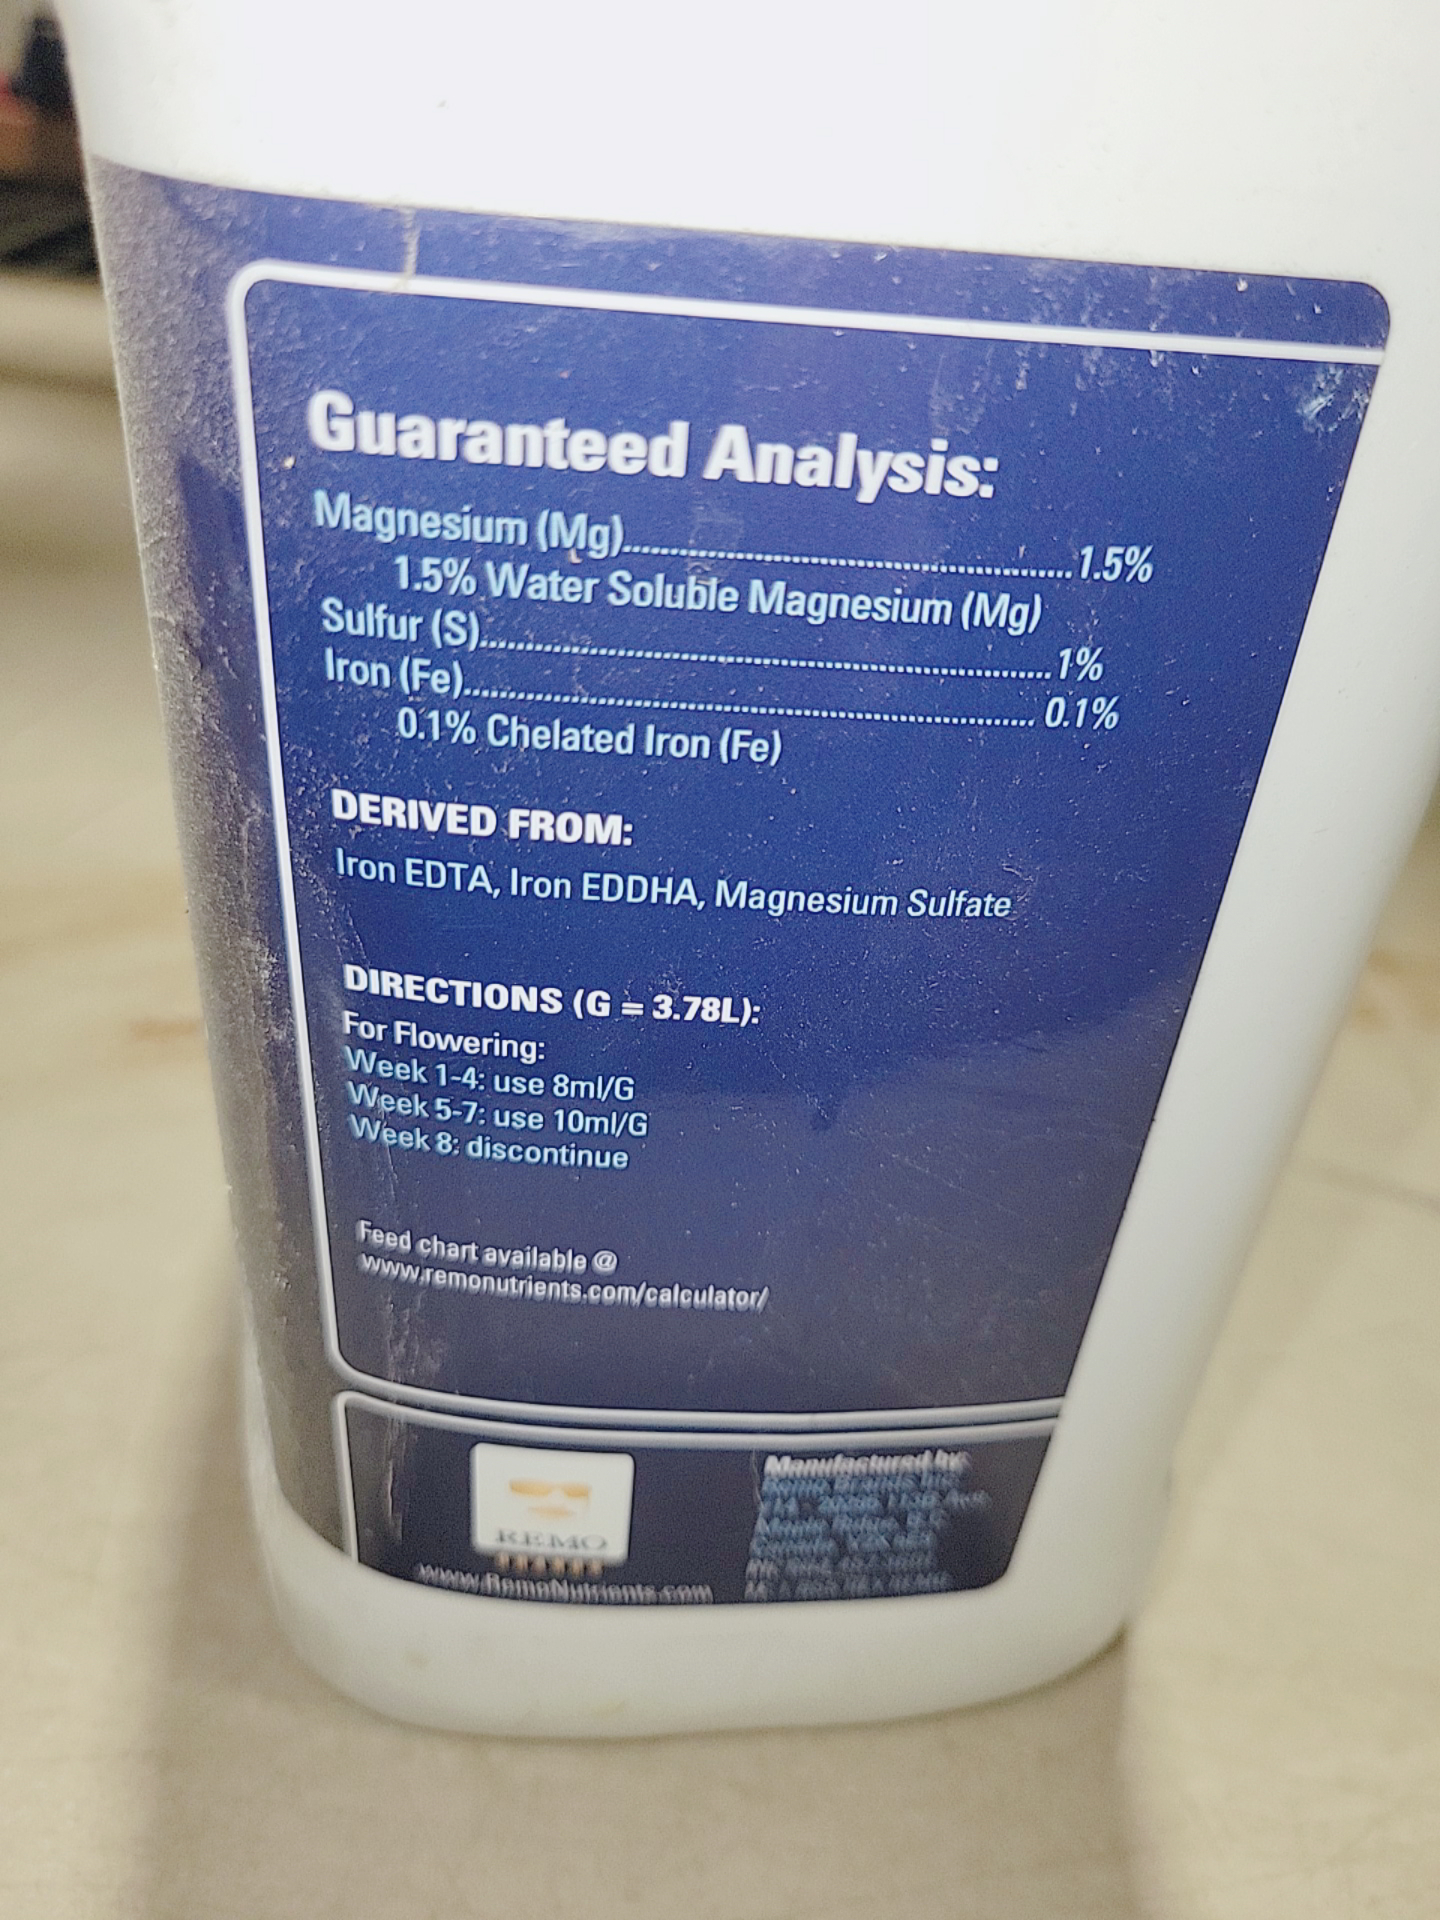 Guaranteed Analysis:
Magnesium (Mg)..........................................................1.5%
1.5% Water Soluble Magnesium (Mg)
Sulfur (S)..........................................................................1%
Iron (Fe).......................................................................... 0.1%
0.1% Chelated Iron (Fe)
DERIVED FROM:
Iron EDTA, Iron EDDHA, Magnesium Sulfate
DIRECTIONS (G = 3.78L):
For Flowering:
Week 1-4: use 8ml/G
Week 5-7: use 10ml/G
Week 8: discontinue
Feed chart available @
www.remonutrients.com/calculator/
REMO
www.RemoNutrients.com
Manufactured by: